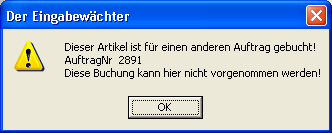 Der Eingabewächter
Dieser Artikel ist für einen anderen Auftrag gebucht!
AuftragNr  2891
Diese Buchung kann hier nicht vorgenommen werden!
OK